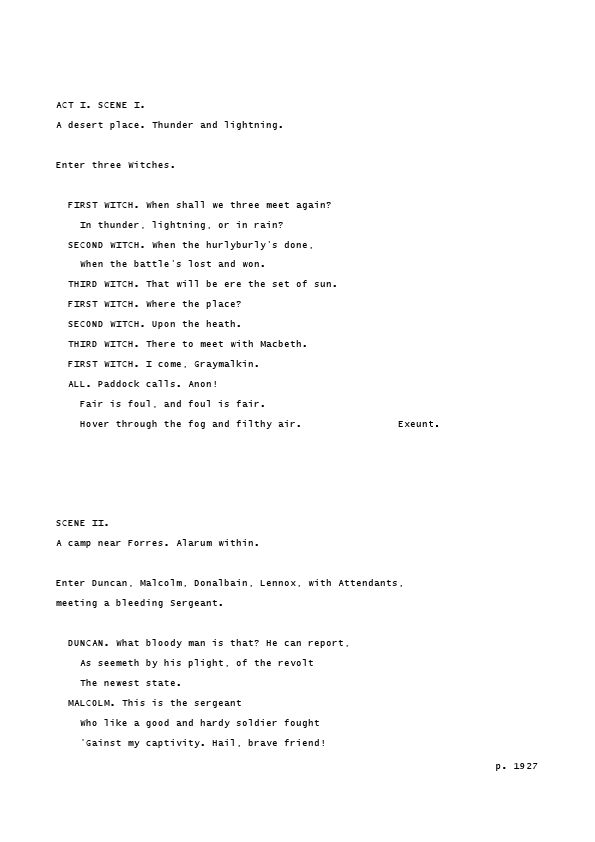 ACT I. SCENE I.
A desert place. Thunder and lightning.
Enter three Witches.
FIRST WITCH. When shall we three meet again?
In thunder, lightning, or in rain?
SECOND WITCH. When the hurlyburly's done,
When the battle's lost and won.
THIRD WITCH. That will be ere the set of sun.
FIRST WITCH. Where the place?
SECOND WITCH. Upon the heath.
THIRD WITCH. There to meet with Macbeth.
FIRST WITCH. I come, Graymalkin.
ALL. Paddock calls. Anon!
Fair is foul, and foul is fair.
Hover through the fog and filthy air. Exeunt.
SCENE II.
A camp near Forres. Alarum within.
Enter Duncan, Malcolm, Donalbain, Lennox, with Attendants,
meeting a bleeding Sergeant.
DUNCAN. What bloody man is that? He can report,
As seemeth by his plight, of the revolt
The newest state.
MALCOLM. This is the sergeant
Who like a good and hardy soldier fought
'Gainst my captivity. Hail, brave friend!
p. 1927